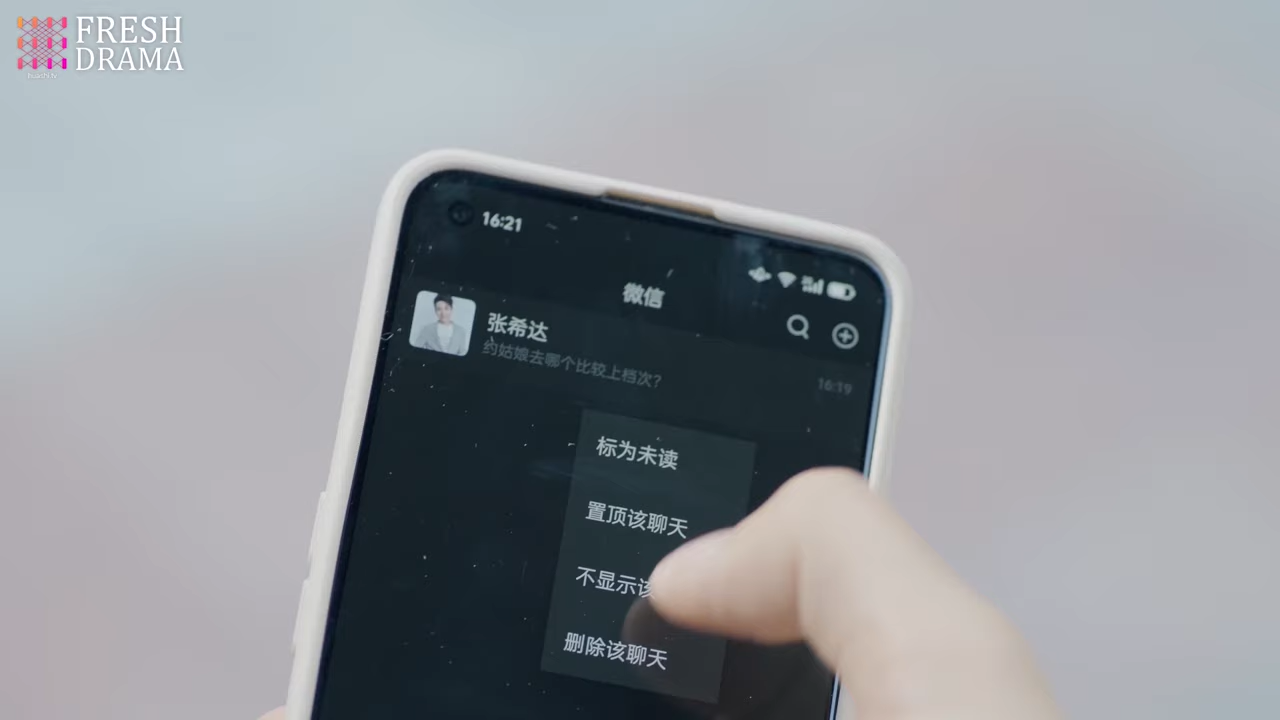 FRESH
DRAMA
16:21
微信
张希达
约姑娘去哪个比较上档次?
16:19
标为未读
置顶该聊天
不显示该
删除该聊天